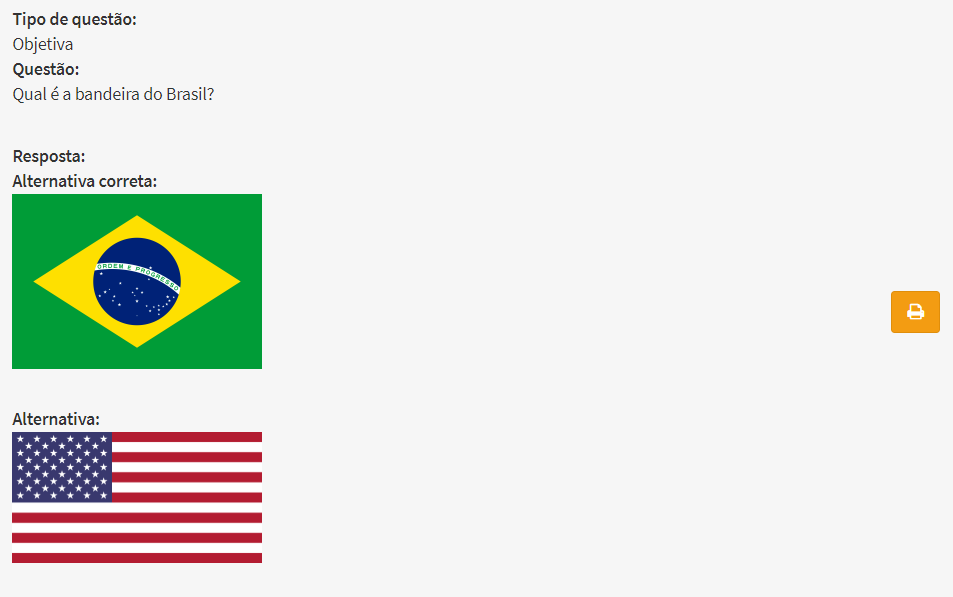 Tipo de questão:
Objetiva
Questão:
Qual é a bandeira do Brasil?
Resposta:
Alternativa correta:
ORDEM E PROGRESSO
Alternativa: